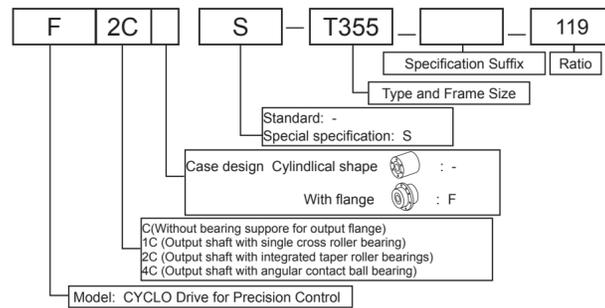 F 2C S — T355 — — 119
Specification Suffix Ratio
Type and Frame Size
Standard: -
Special specification: S
Case design Cylindlical shape : -
With flange : F
C(Without bearing suppore for output flange)
1C (Output shaft with single cross roller bearing)
2C (Output shaft with integrated taper roller bearings)
4C (Output shaft with angular contact ball bearing)
Model: CYCLO Drive for Precision Control